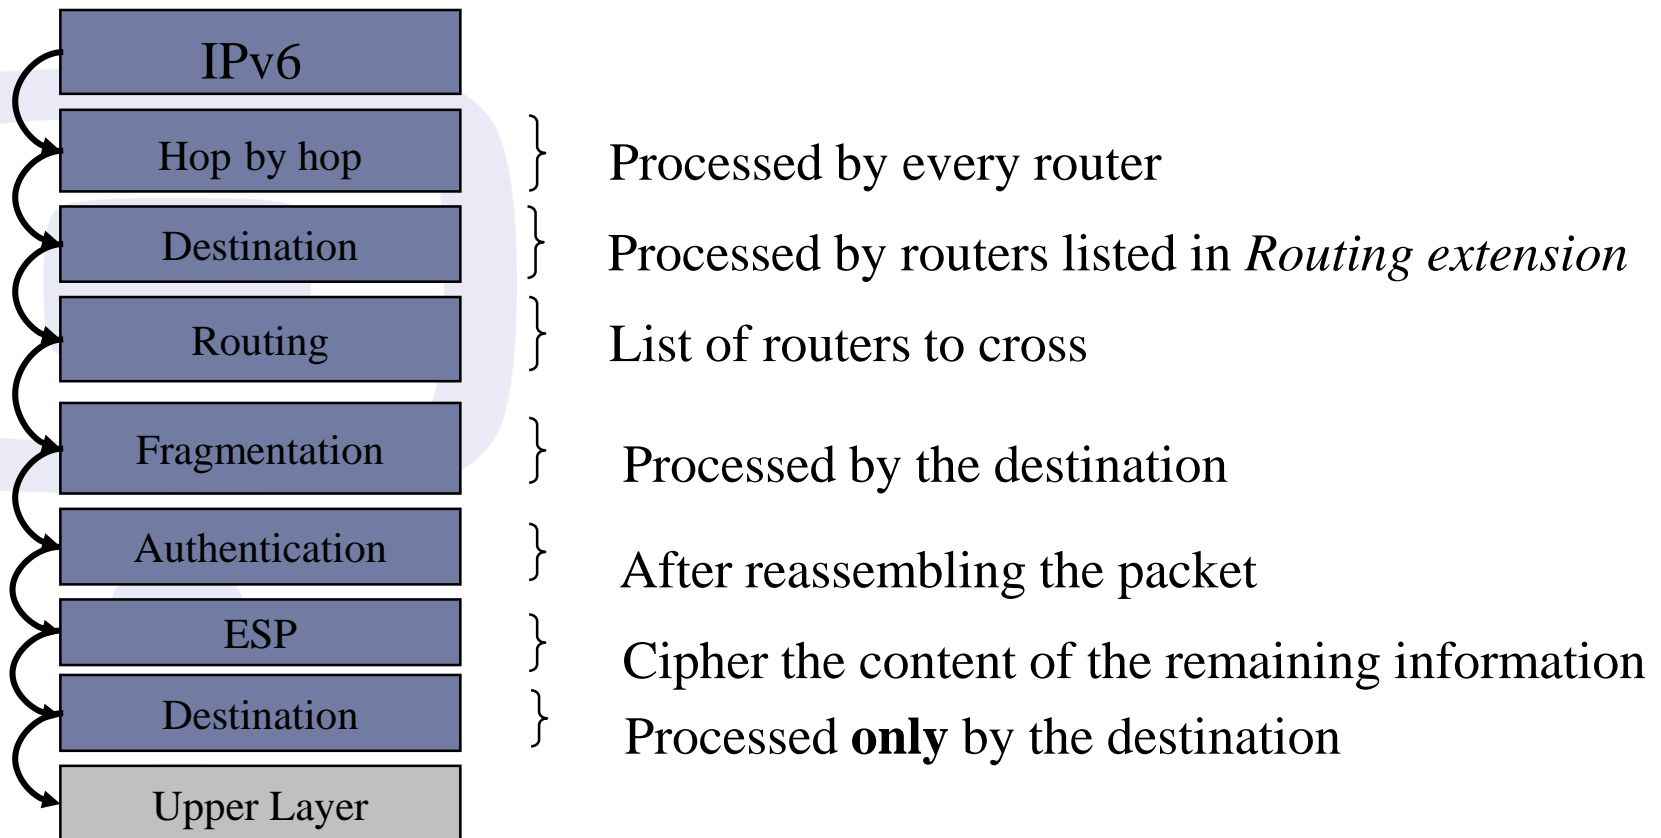 IPv6
Hop by hop
Processed by every router
Destination
Processed by routers listed in Routing extension
Routing
List of routers to cross
Fragmentation
Processed by the destination
Authentication
After reassembling the packet
ESP
Cipher the content of the remaining information
Destination
Processed only by the destination
Upper Layer